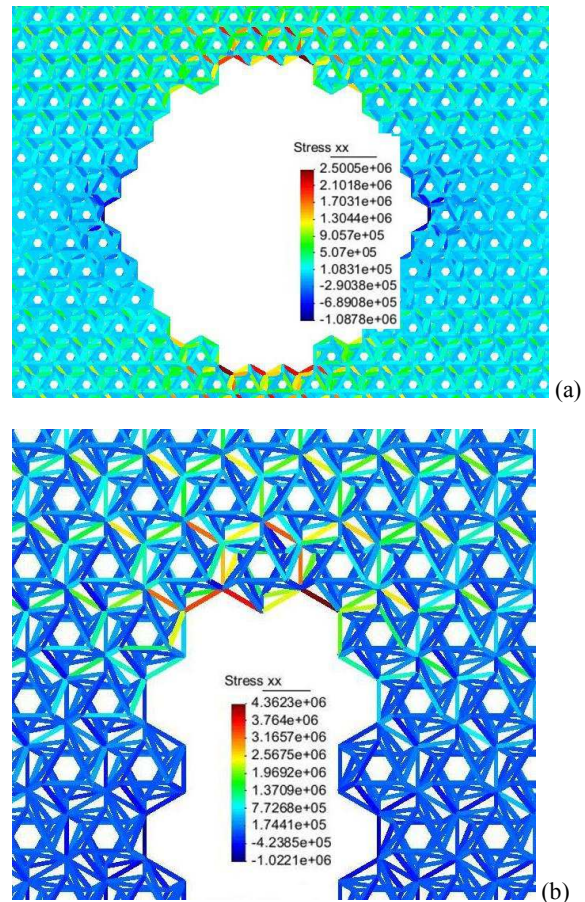 Stress xx
2.5005e+06
2.1018e+06
1.7031e+06
1.3044e+06
9.057e+05
5.07e+05
1.0831e+05
-2.9038e+05
-6.8908e+05
-1.0878e+06
(a)
Stress xx
4.3623e+06
3.764e+06
3.1657e+06
2.5675e+06
1.9692e+06
1.3709e+06
7.7268e+05
1.7441e+05
-4.2385e+05
-1.0221e+06
(b)